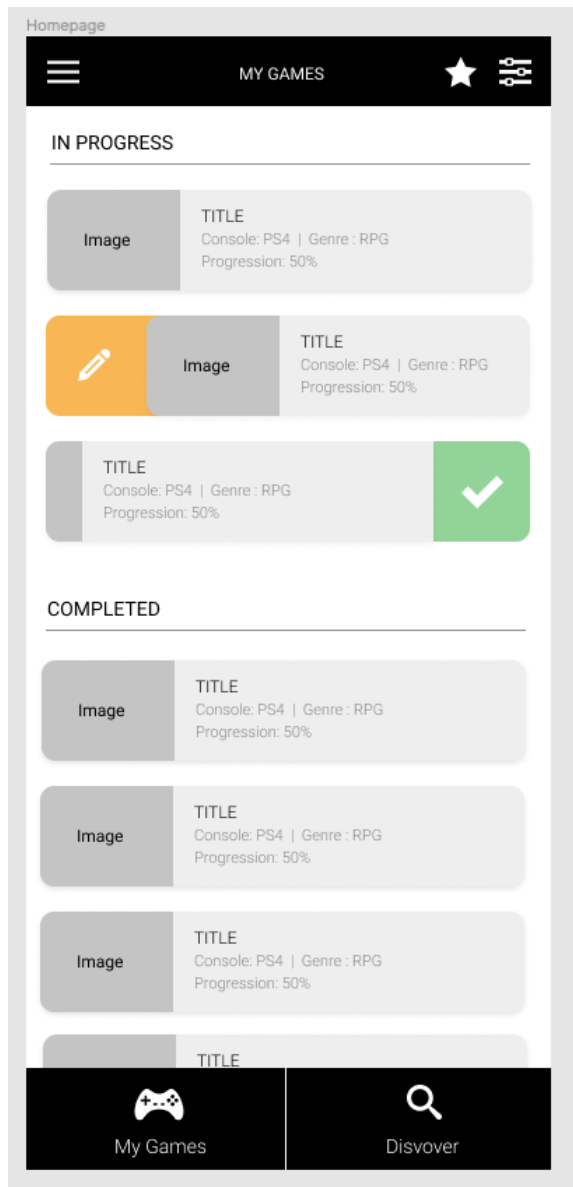 Homepage
MY GAMES
IN PROGRESS
Image
TITLE
Console: PS4 | Genre : RPG
Progression: 50%
Image
TITLE
Console: PS4 | Genre : RPG
Progression: 50%
TITLE
Console: PS4 | Genre : RPG
Progression: 50%
COMPLETED
Image
TITLE
Console: PS4 | Genre : RPG
Progression: 50%
Image
TITLE
Console: PS4 | Genre : RPG
Progression: 50%
Image
TITLE
Console: PS4 | Genre : RPG
Progression: 50%
TITLE
My Games
Disvover